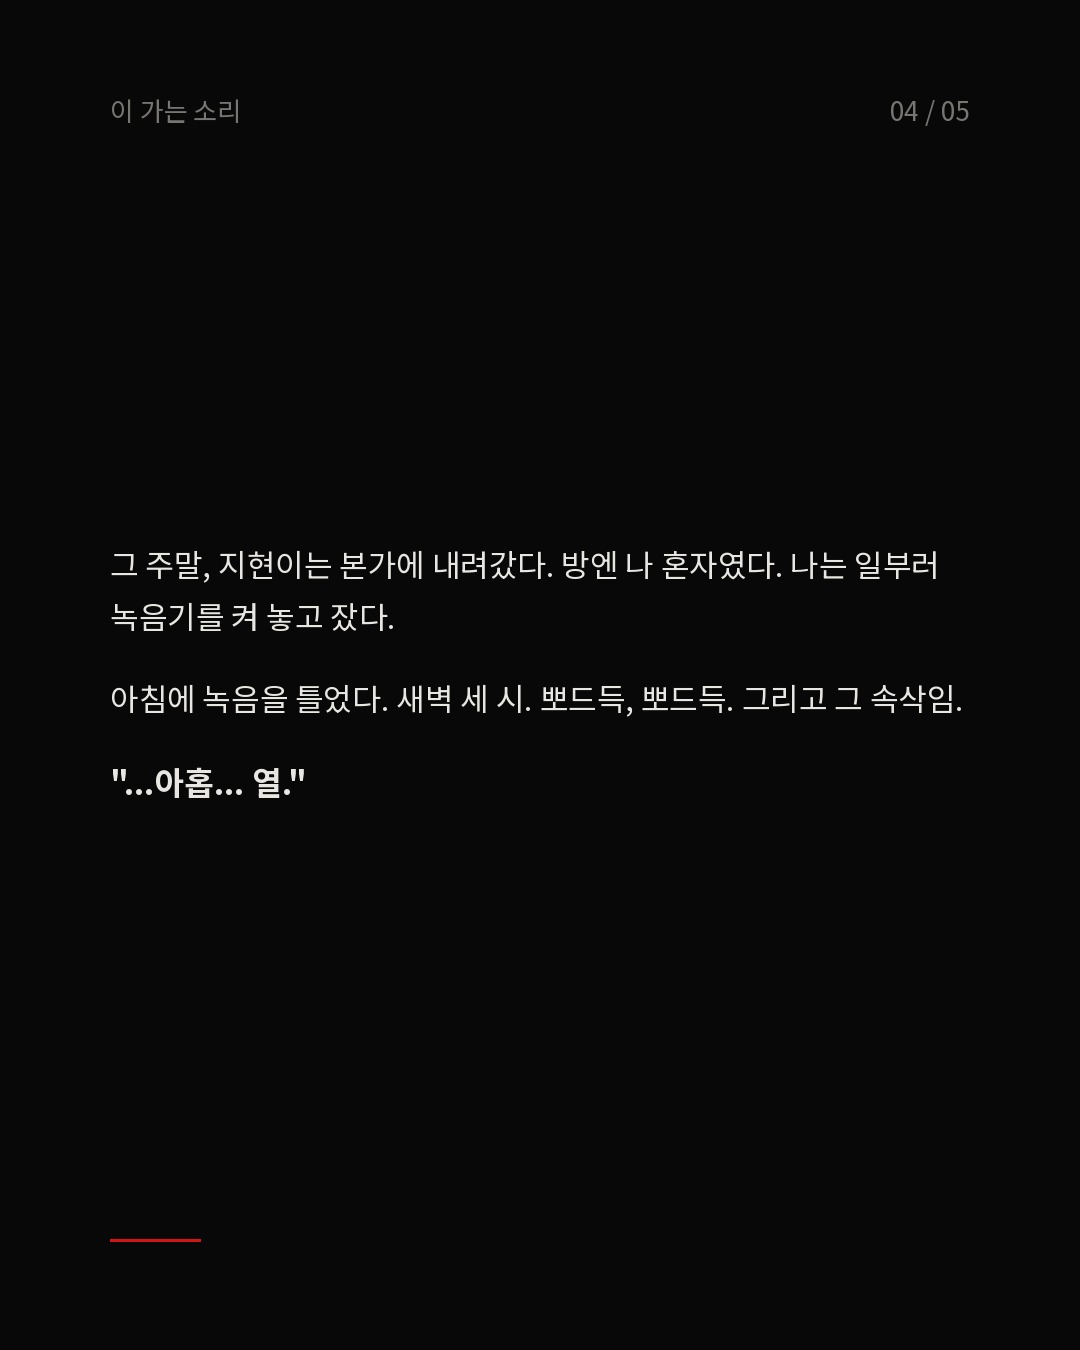 이 가는 소리
04 / 05
그 주말, 지현이는 본가에 내려갔다. 방엔 나 혼자였다. 나는 일부러
녹음기를 켜 놓고 잤다.
아침에 녹음을 틀었다. 새벽 세 시. 뽀드득, 뽀드득. 그리고 그 속삭임.
"...아홉... 열."